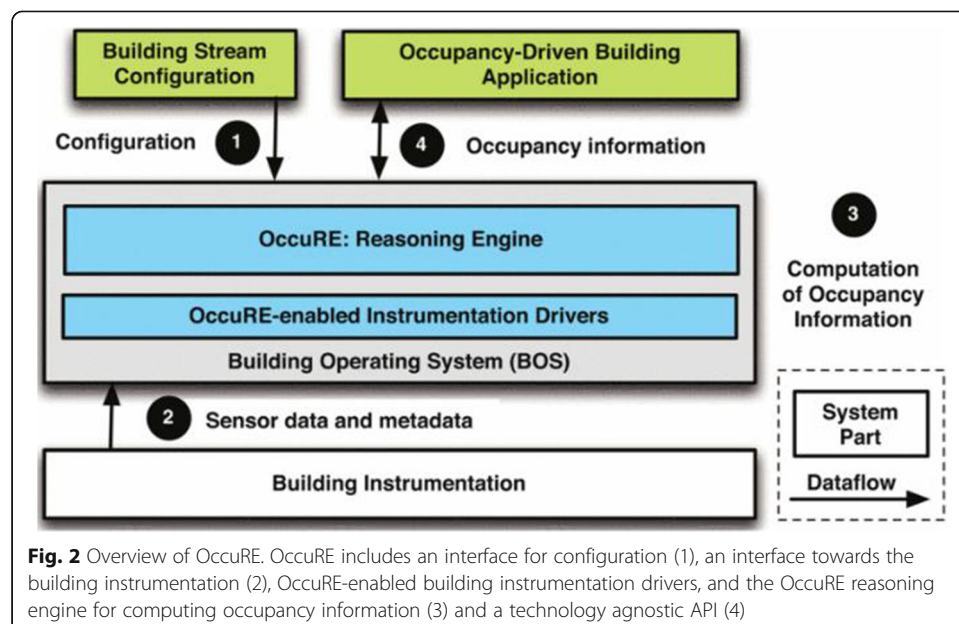 Building Stream
Configuration
Occupancy-Driven Building
Application
Configuration
1
4
Occupancy information
OccuRE: Reasoning Engine
OccuRE-enabled Instrumentation Drivers
Building Operating System (BOS)
3
Computation
of Occupancy
Information
2
Sensor data and metadata
Building Instrumentation
System
Part
Dataflow
Fig. 2 Overview of OccuRE. OccuRE includes an interface for configuration (1), an interface towards the
building instrumentation (2), OccuRE-enabled building instrumentation drivers, and the OccuRE reasoning
engine for computing occupancy information (3) and a technology agnostic API (4)